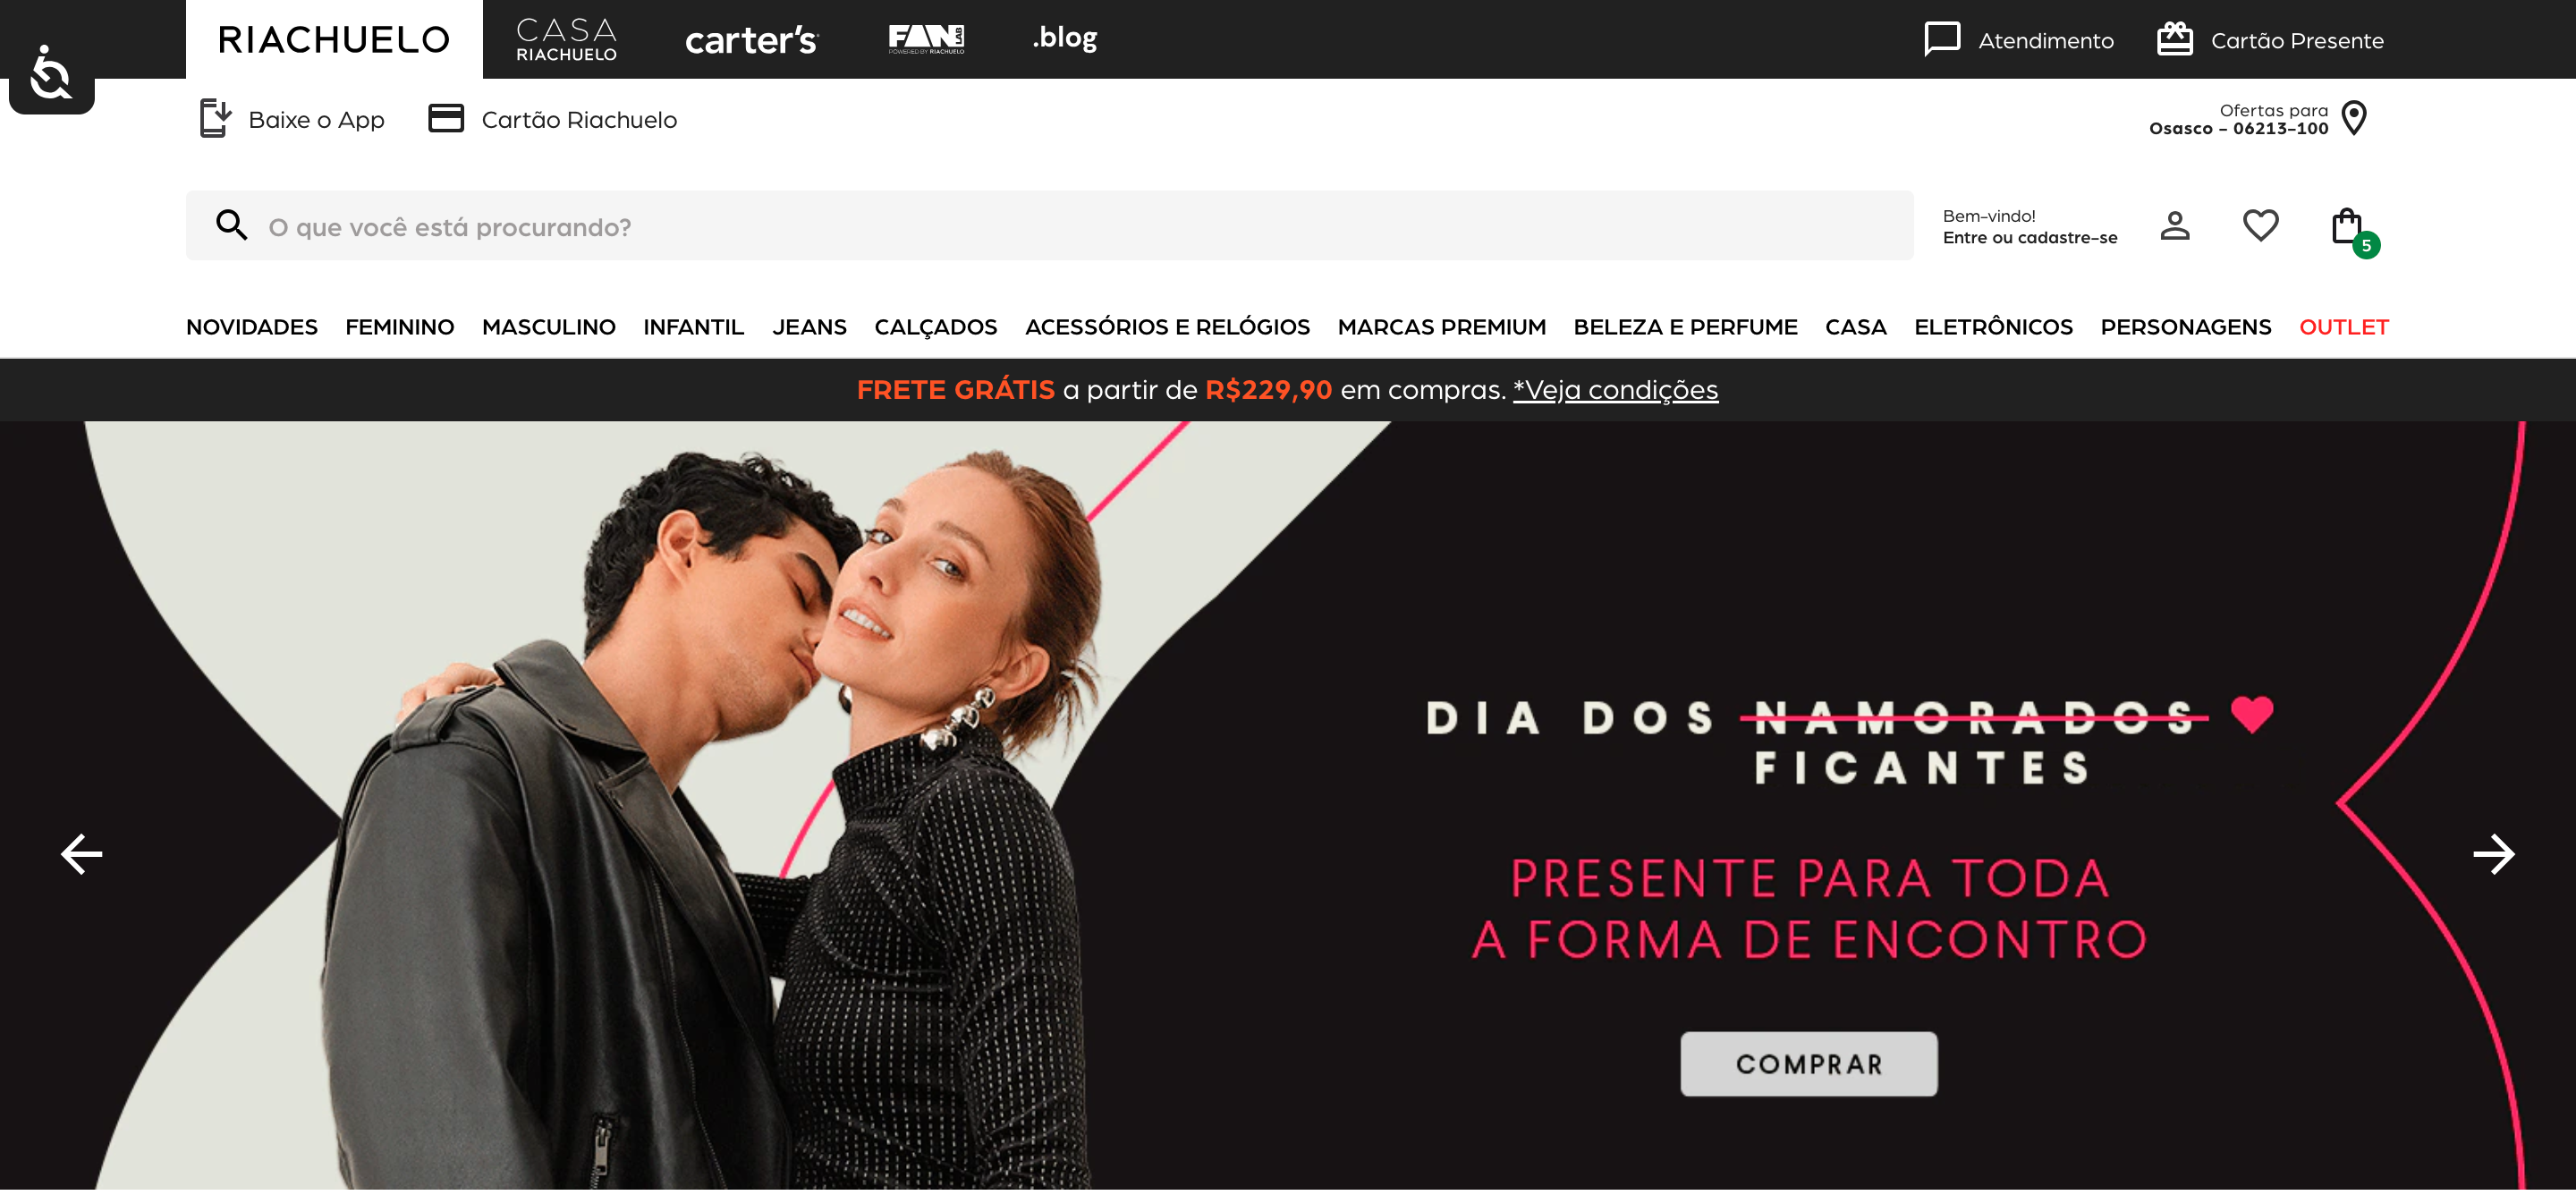 RIACHUELO
CASA
RIACHUELO
carter's
FAN LAB
POWERED BY RIACHUELO
.blog
Atendimento
Cartão Presente
Baixe o App
Cartão Riachuelo
Ofertas para
Osasco - 06213-100
O que você está procurando?
Bem-vindo!
Entre ou cadastre-se
5
NOVIDADES FEMININO MASCULINO INFANTIL JEANS CALÇADOS ACESSÓRIOS E RELÓGIOS MARCAS PREMIUM BELEZA E PERFUME CASA ELETRÔNICOS PERSONAGENS OUTLET
FRETE GRÁTIS a partir de R$229,90 em compras. *Veja condições
DIA DOS NAMORADOS
FICANTES
PRESENTE PARA TODA
A FORMA DE ENCONTRO
COMPRAR